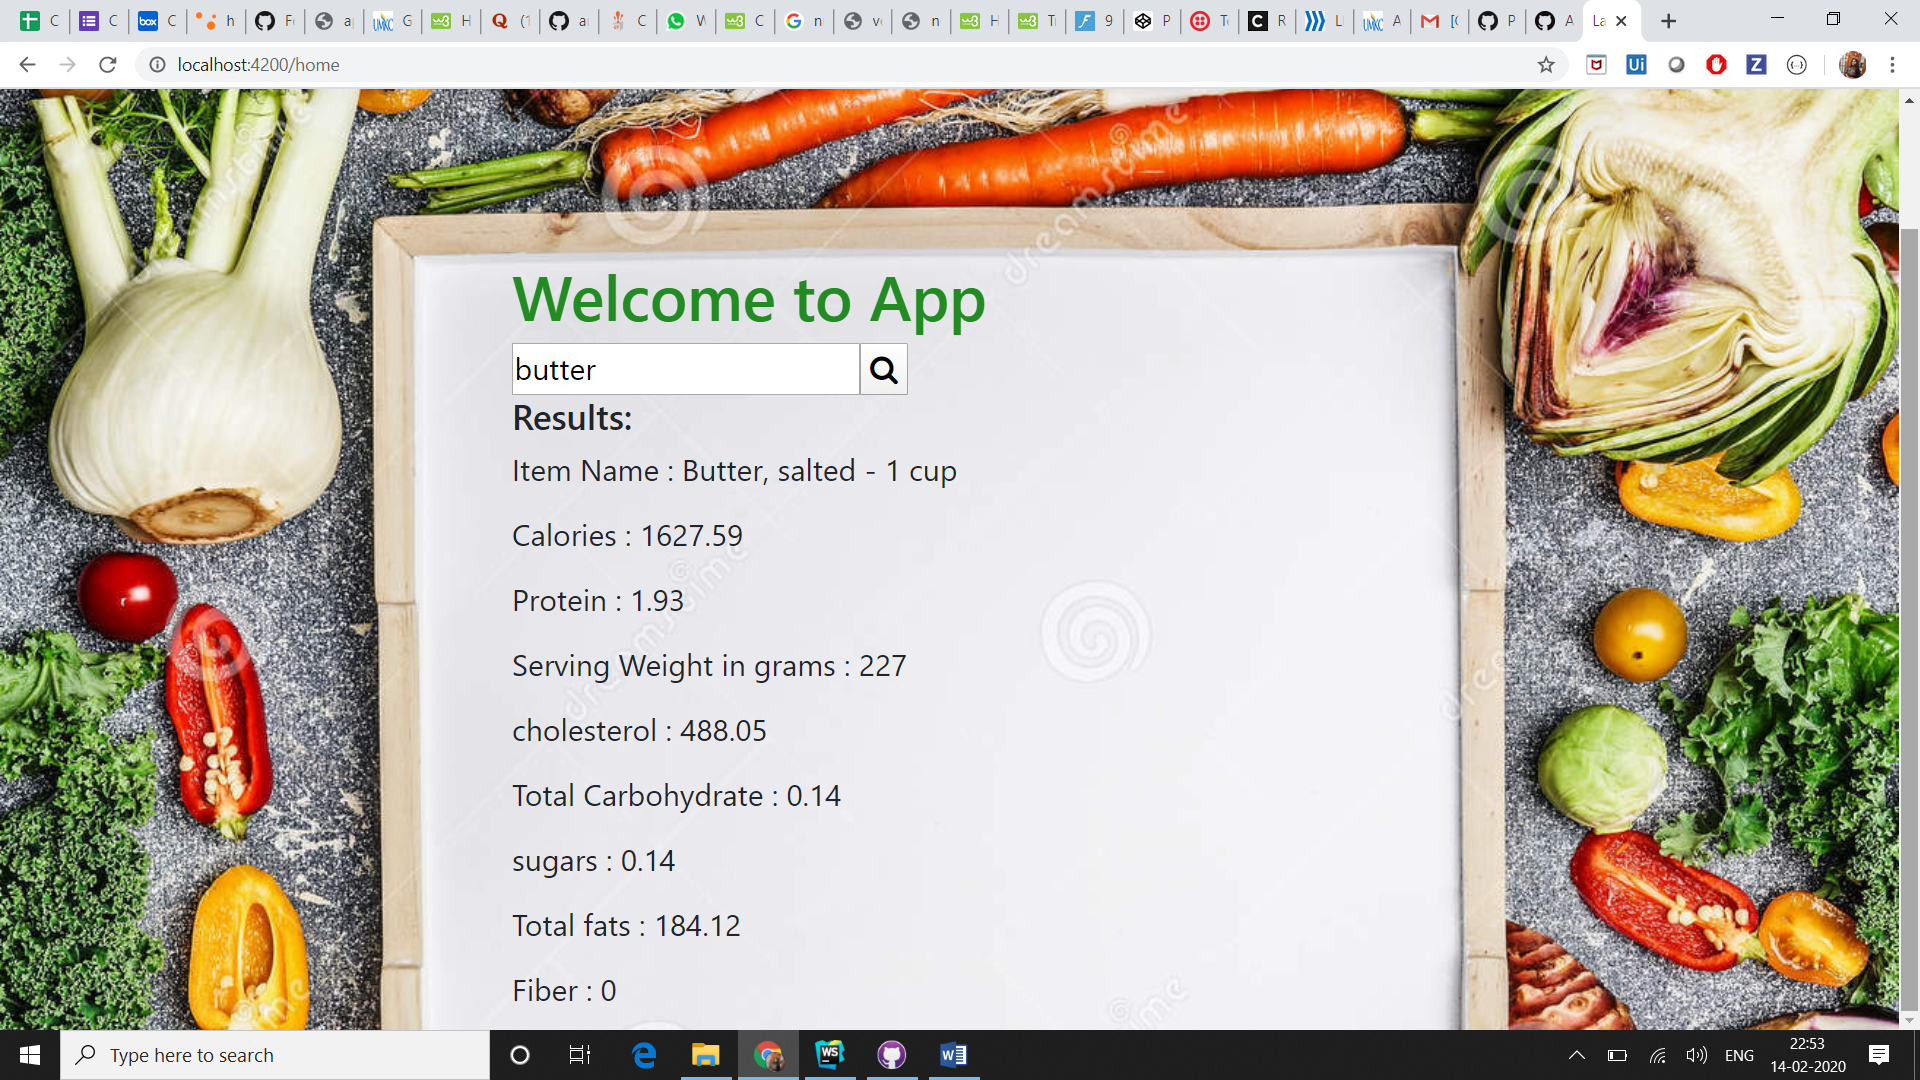 C C C h F a G H Q (1 a C W C n v n H T 9 P T R L A [( P A La
localhost:4200/home
Welcome to App
butter
Results:
Item Name : Butter, salted - 1 cup
Calories : 1627.59
Protein : 1.93
Serving Weight in grams : 227
cholesterol : 488.05
Total Carbohydrate : 0.14
sugars : 0.14
Total fats : 184.12
Fiber : 0
dreamstime
Type here to search
ENG
22:53
14-02-2020